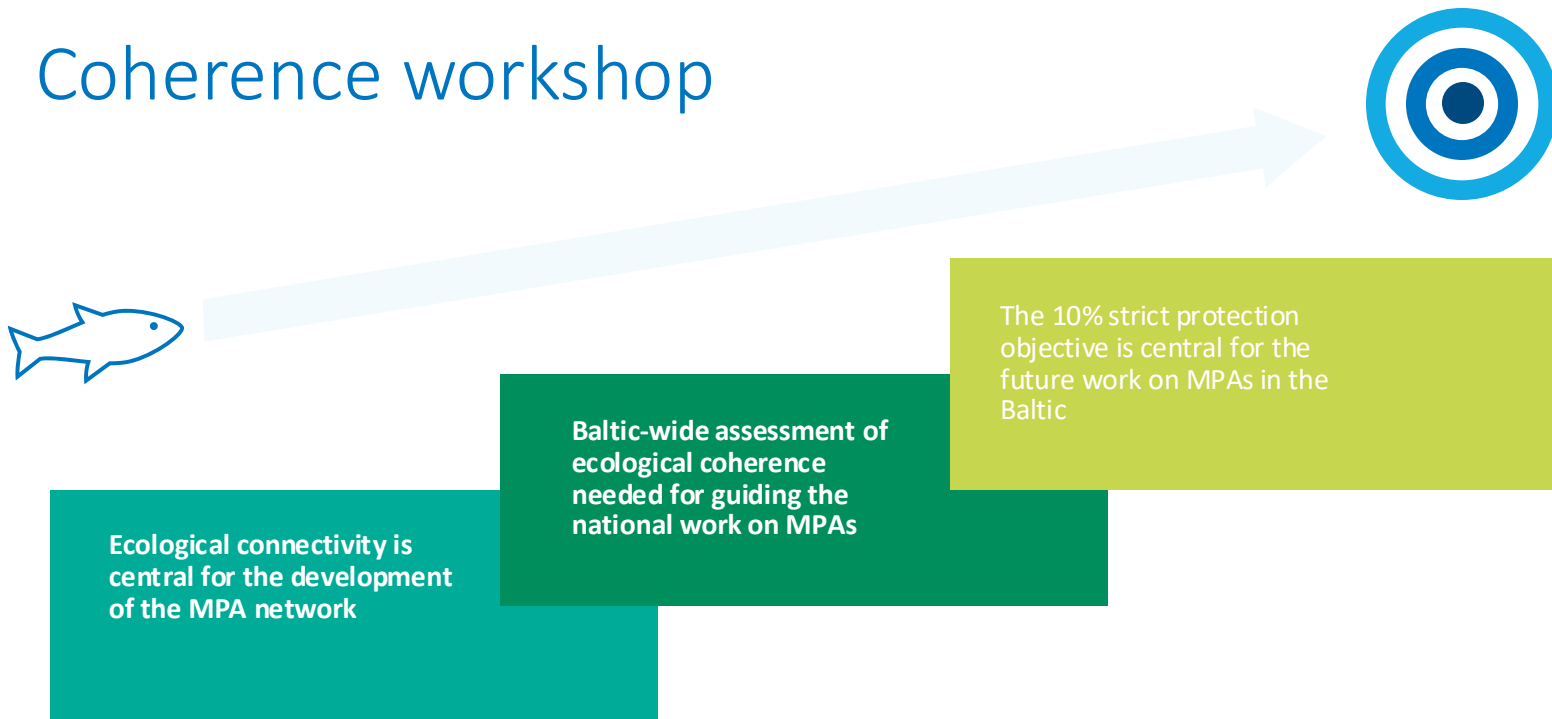 Coherence workshop
Ecological connectivity is
central for the development
of the MPA network
Baltic-wide assessment of
ecological coherence
needed for guiding the
national work on MPAs
The 10% strict protection
objective is central for the
future work on MPAs in the
Baltic